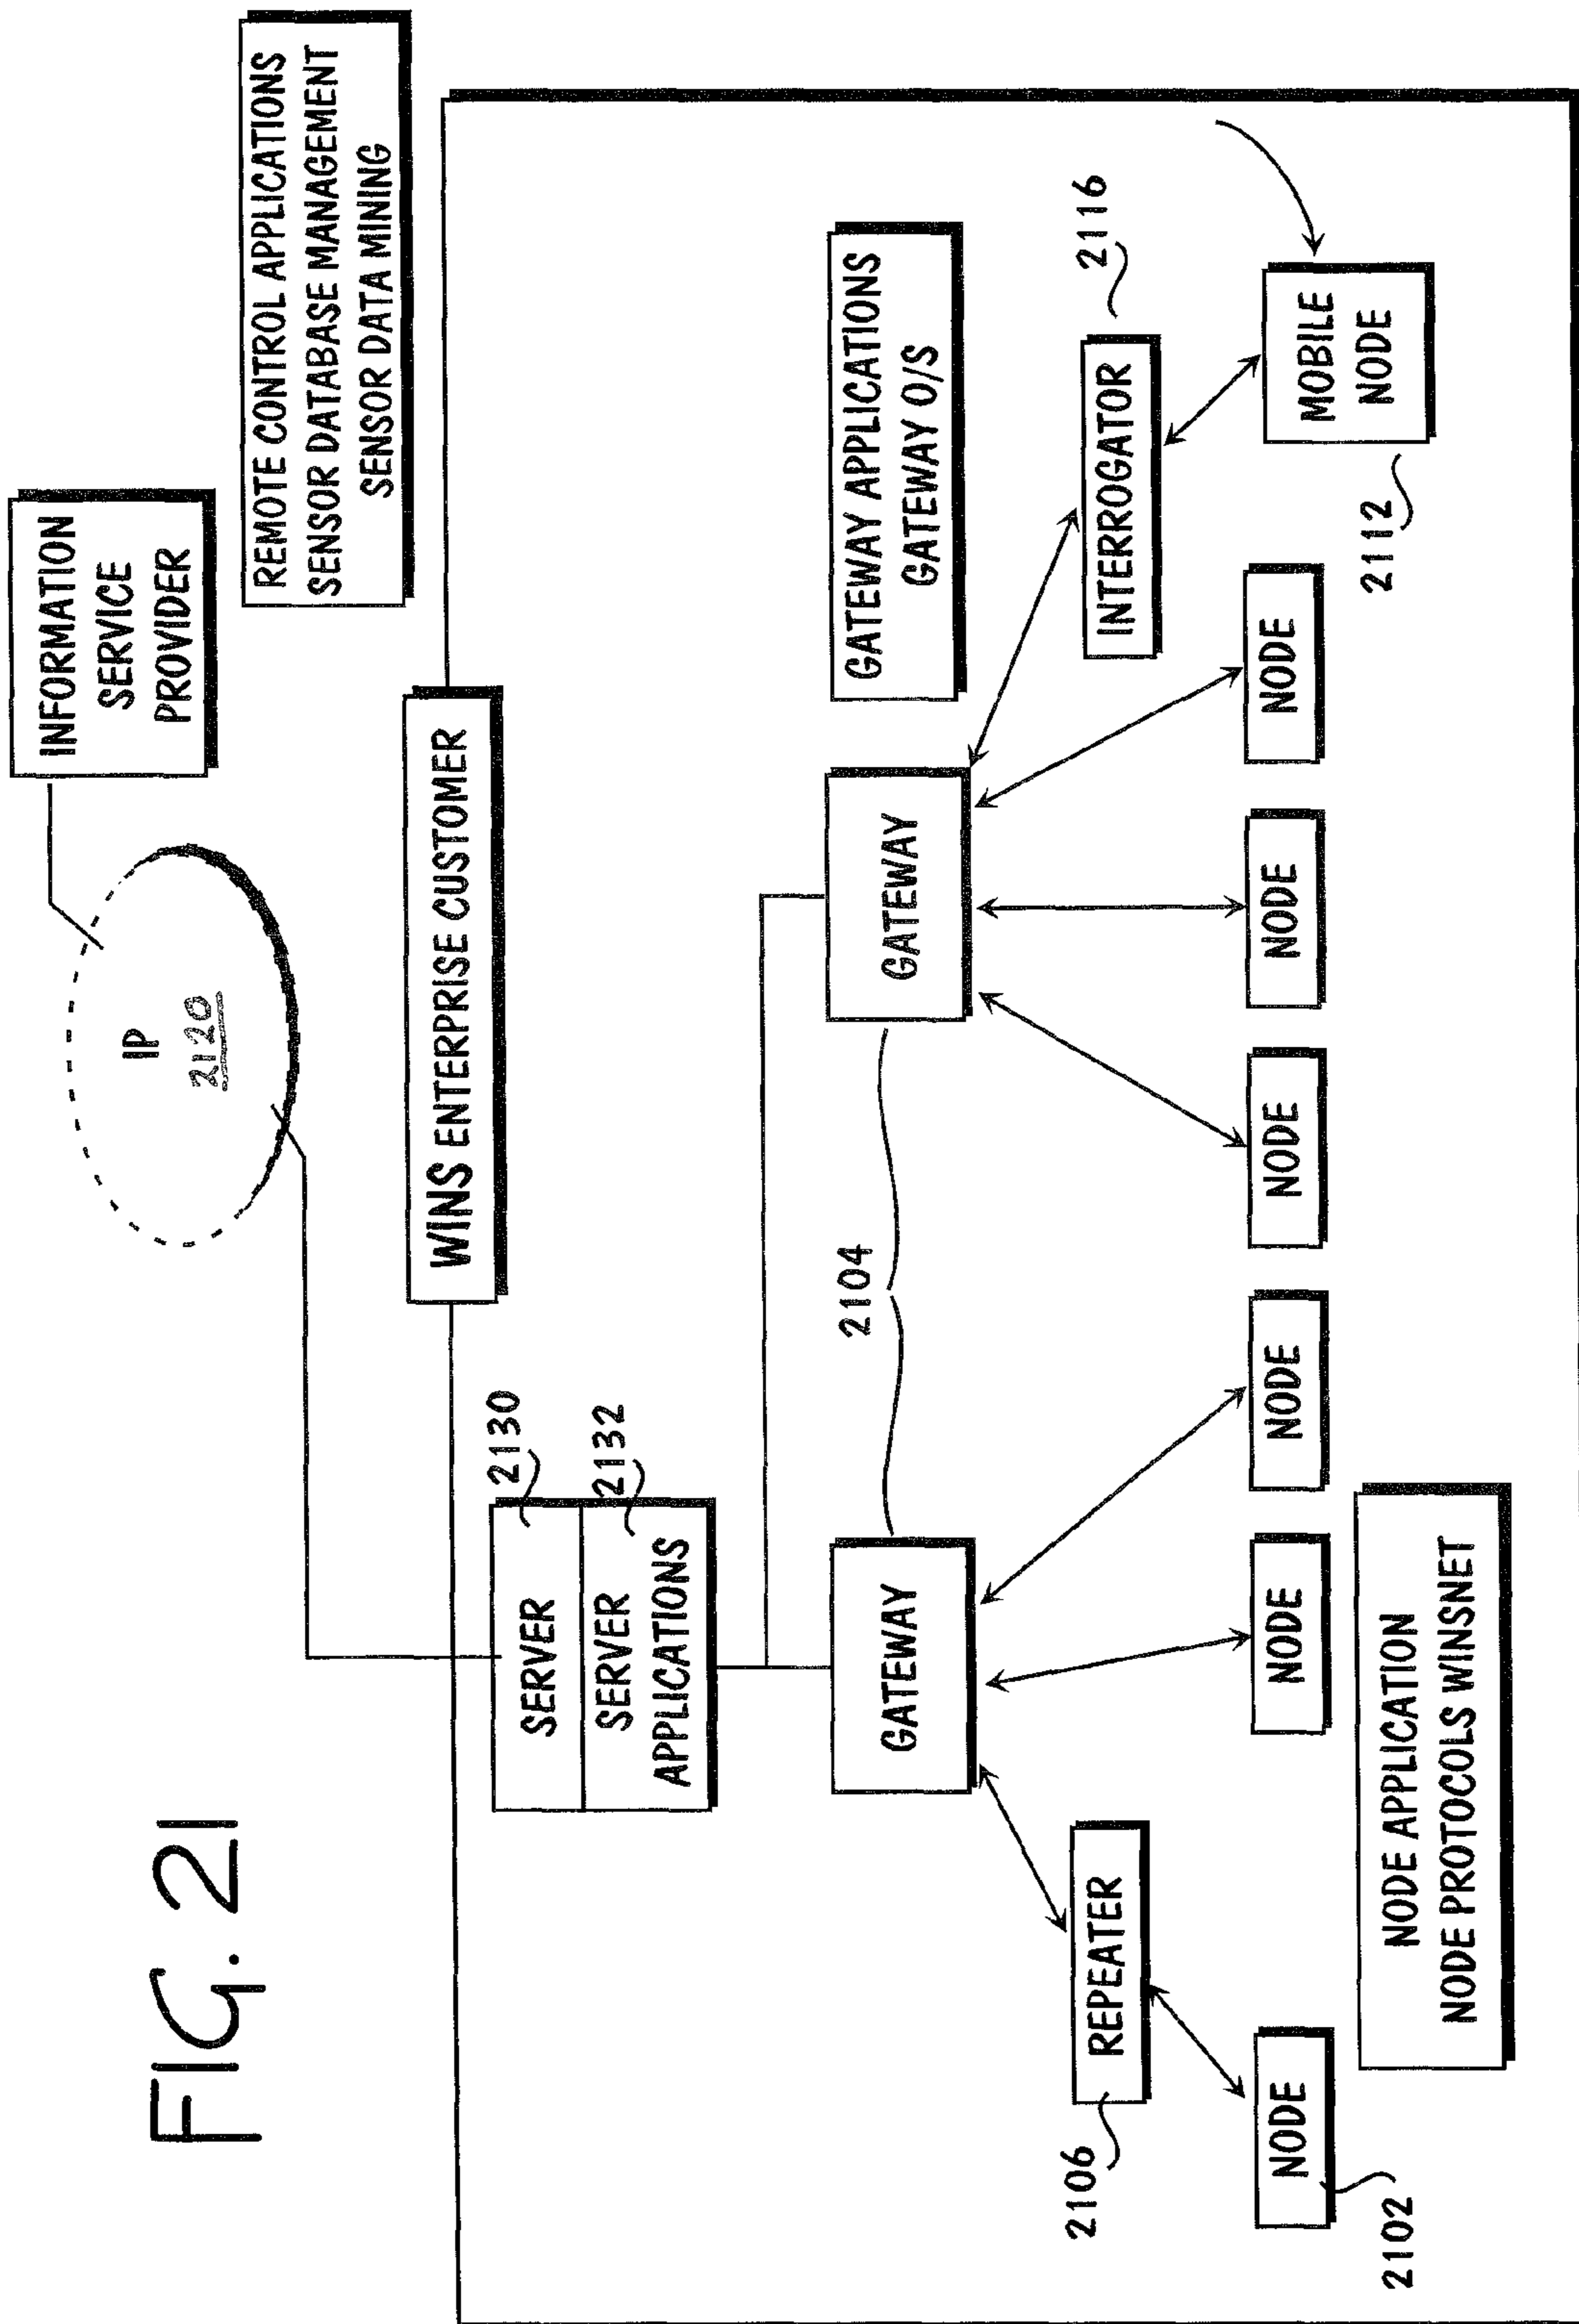 FIG. 21
IP
2120
INFORMATION
SERVICE
PROVIDER
REMOTE CONTROL APPLICATIONS
SENSOR DATABASE MANAGEMENT
SENSOR DATA MINING
WINS ENTERPRISE CUSTOMER
SERVER
2130
SERVER
APPLICATIONS
2132
GATEWAY
2104
GATEWAY
GATEWAY APPLICATIONS
GATEWAY O/S
2106
REPEATER
INTERROGATOR
2116
NODE
NODE
NODE
NODE
NODE
NODE
MOBILE
NODE
2102
2112
NODE APPLICATION
NODE PROTOCOLS WINSNET